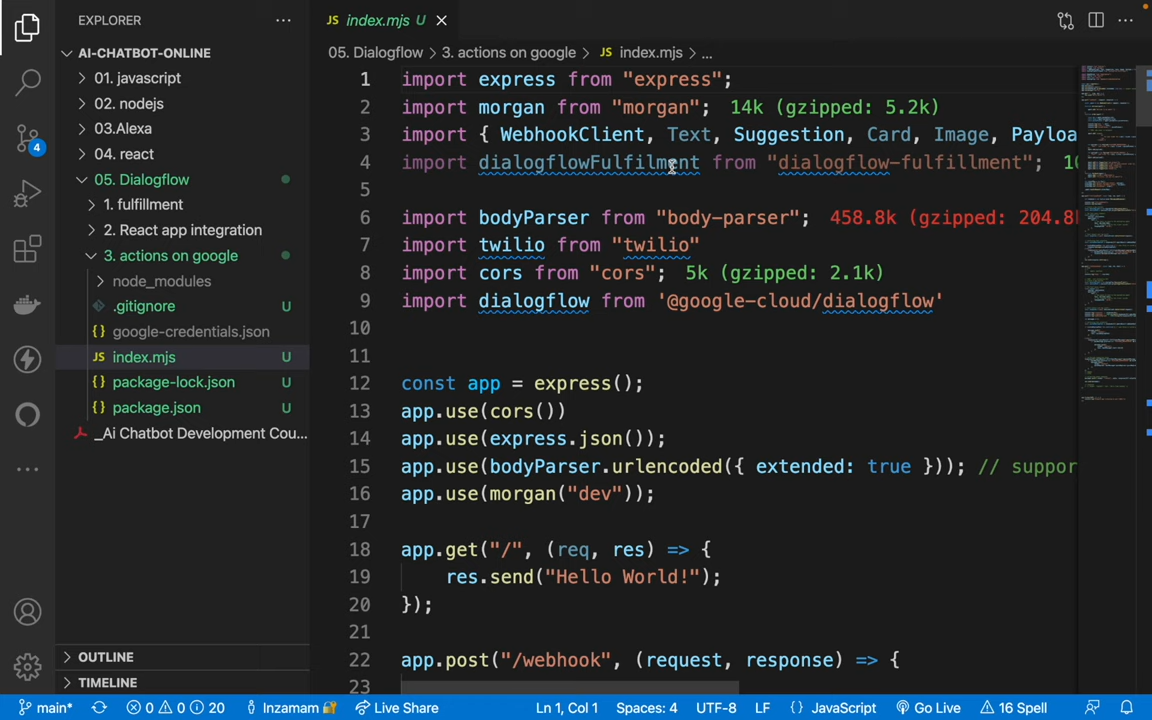 EXPLORER
AI-CHATBOT-ONLINE
01. javascript
02. nodejs
03.Alexa
04. react
05. Dialogflow
1. fulfillment
2. React app integration
3. actions on google
node_modules
.gitignore U
google-credentials.json
JS index.mjs U
{} package-lock.json U
{} package.json U
_Ai Chatbot Development Cou...
OUTLINE
TIMELINE
JS index.mjs U
05. Dialogflow > 3. actions on google > JS index.mjs > ...
1 import express from "express";
2 import morgan from "morgan"; 14k (gzipped: 5.2k)
3 import { WebhookClient, Text, Suggestion, Card, Image, Payloa
4 import dialogflowFulfilment from "dialogflow-fulfillment"; 10
5
6 import bodyParser from "body-parser"; 458.8k (gzipped: 204.8k
7 import twilio from "twilio"
8 import cors from "cors"; 5k (gzipped: 2.1k)
9 import dialogflow from '@google-cloud/dialogflow'
10
11
12 const app = express();
13 app.use(cors())
14 app.use(express.json());
15 app.use(bodyParser.urlencoded({ extended: true })); // suppor
16 app.use(morgan("dev"));
17
18 app.get("/", (req, res) => {
19 res.send("Hello World!");
20 });
21
22 app.post("/webhook", (request, response) => {
23
4
main* 0 0 20 Inzamam Live Share Ln 1, Col 1 Spaces: 4 UTF-8 LF {} JavaScript Go Live 16 Spell